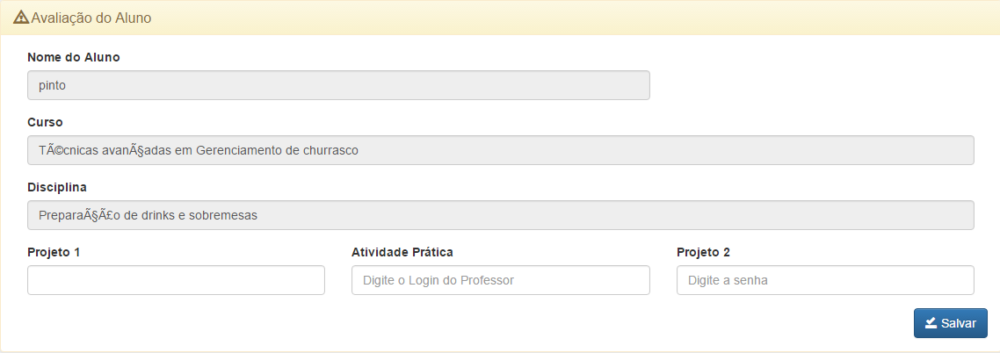 Avaliação do Aluno
Nome do Aluno
pinto
Curso
TÃ©cnicas avanÃ§adas em Gerenciamento de churrasco
Disciplina
PreparaÃ§Ã£o de drinks e sobremesas
Projeto 1 Atividade Prática Projeto 2
Digite o Login do Professor Digite a senha
Salvar